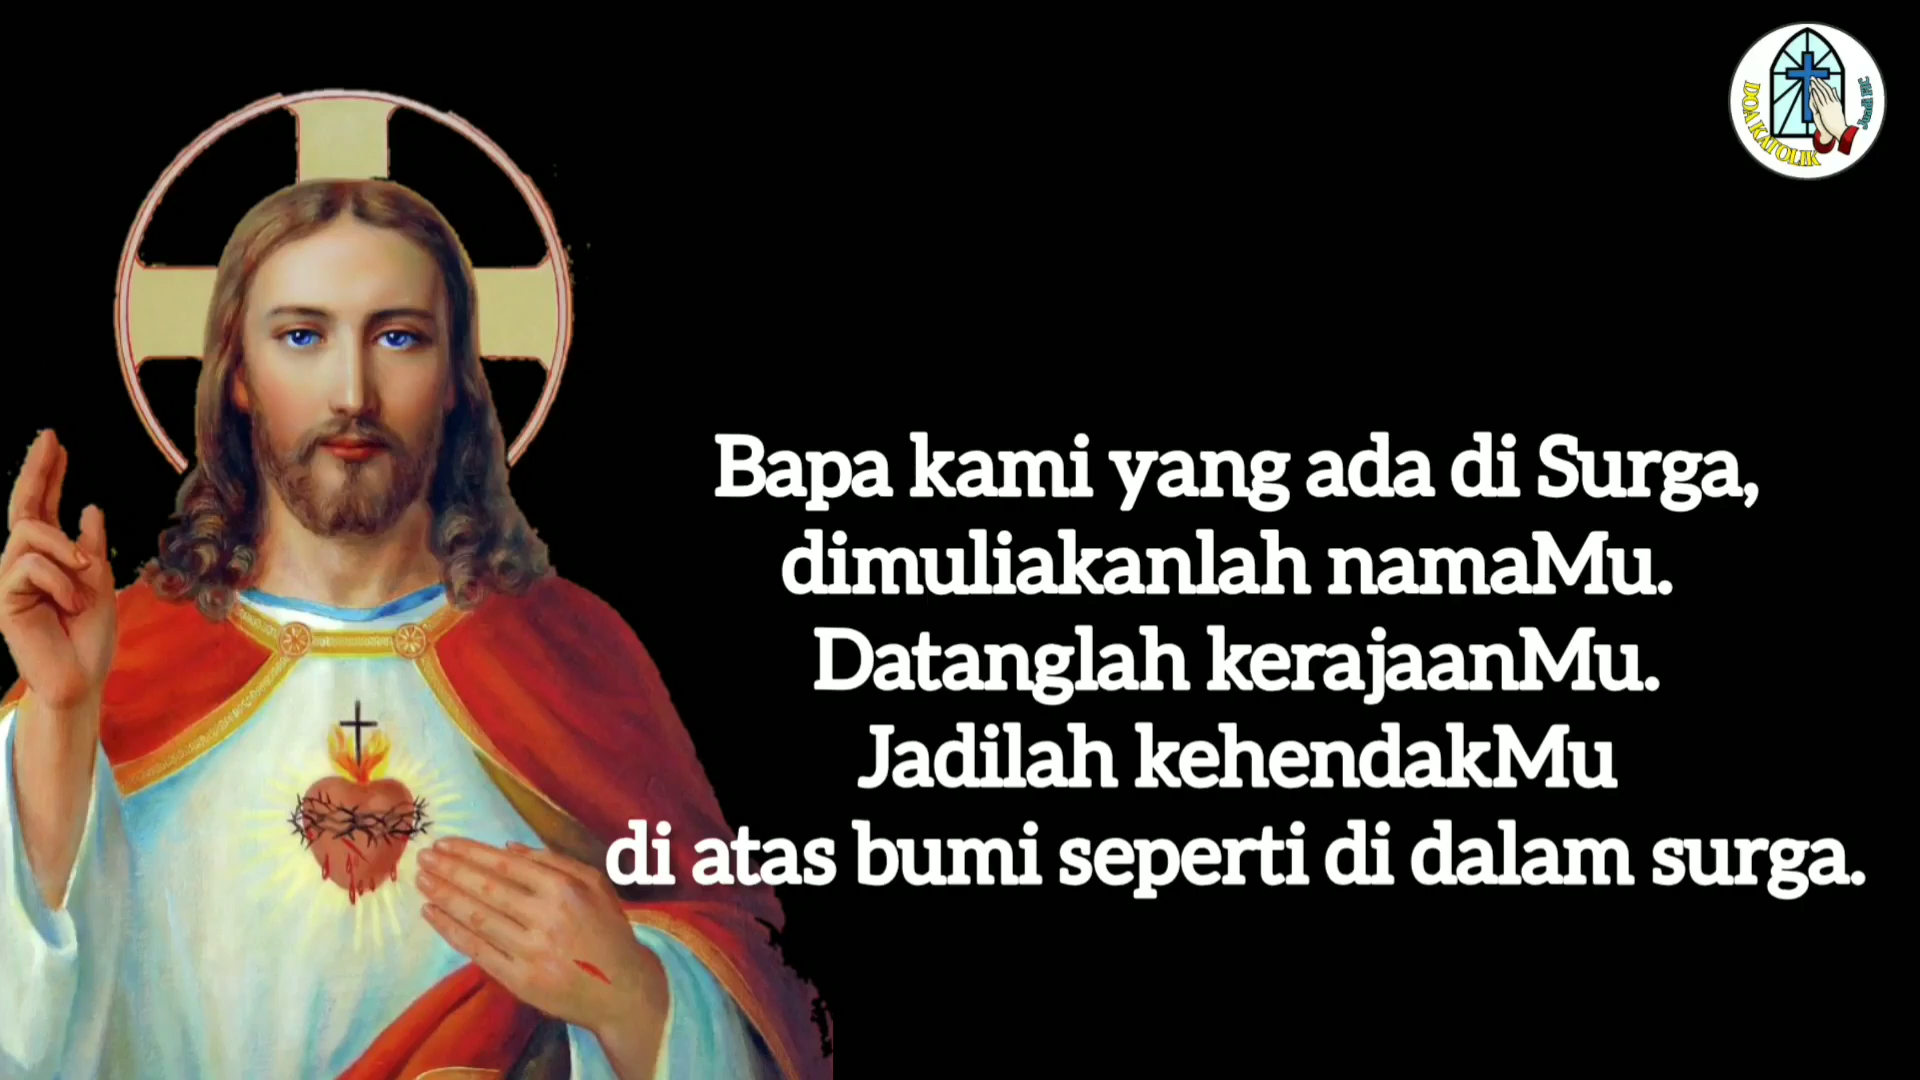 DOA KATOLIK
Bapa kami yang ada di Surga,
dimuliakanlah namaMu.
Datanglah kerajaanMu.
Jadilah kehendakMu
di atas bumi seperti di dalam surga.